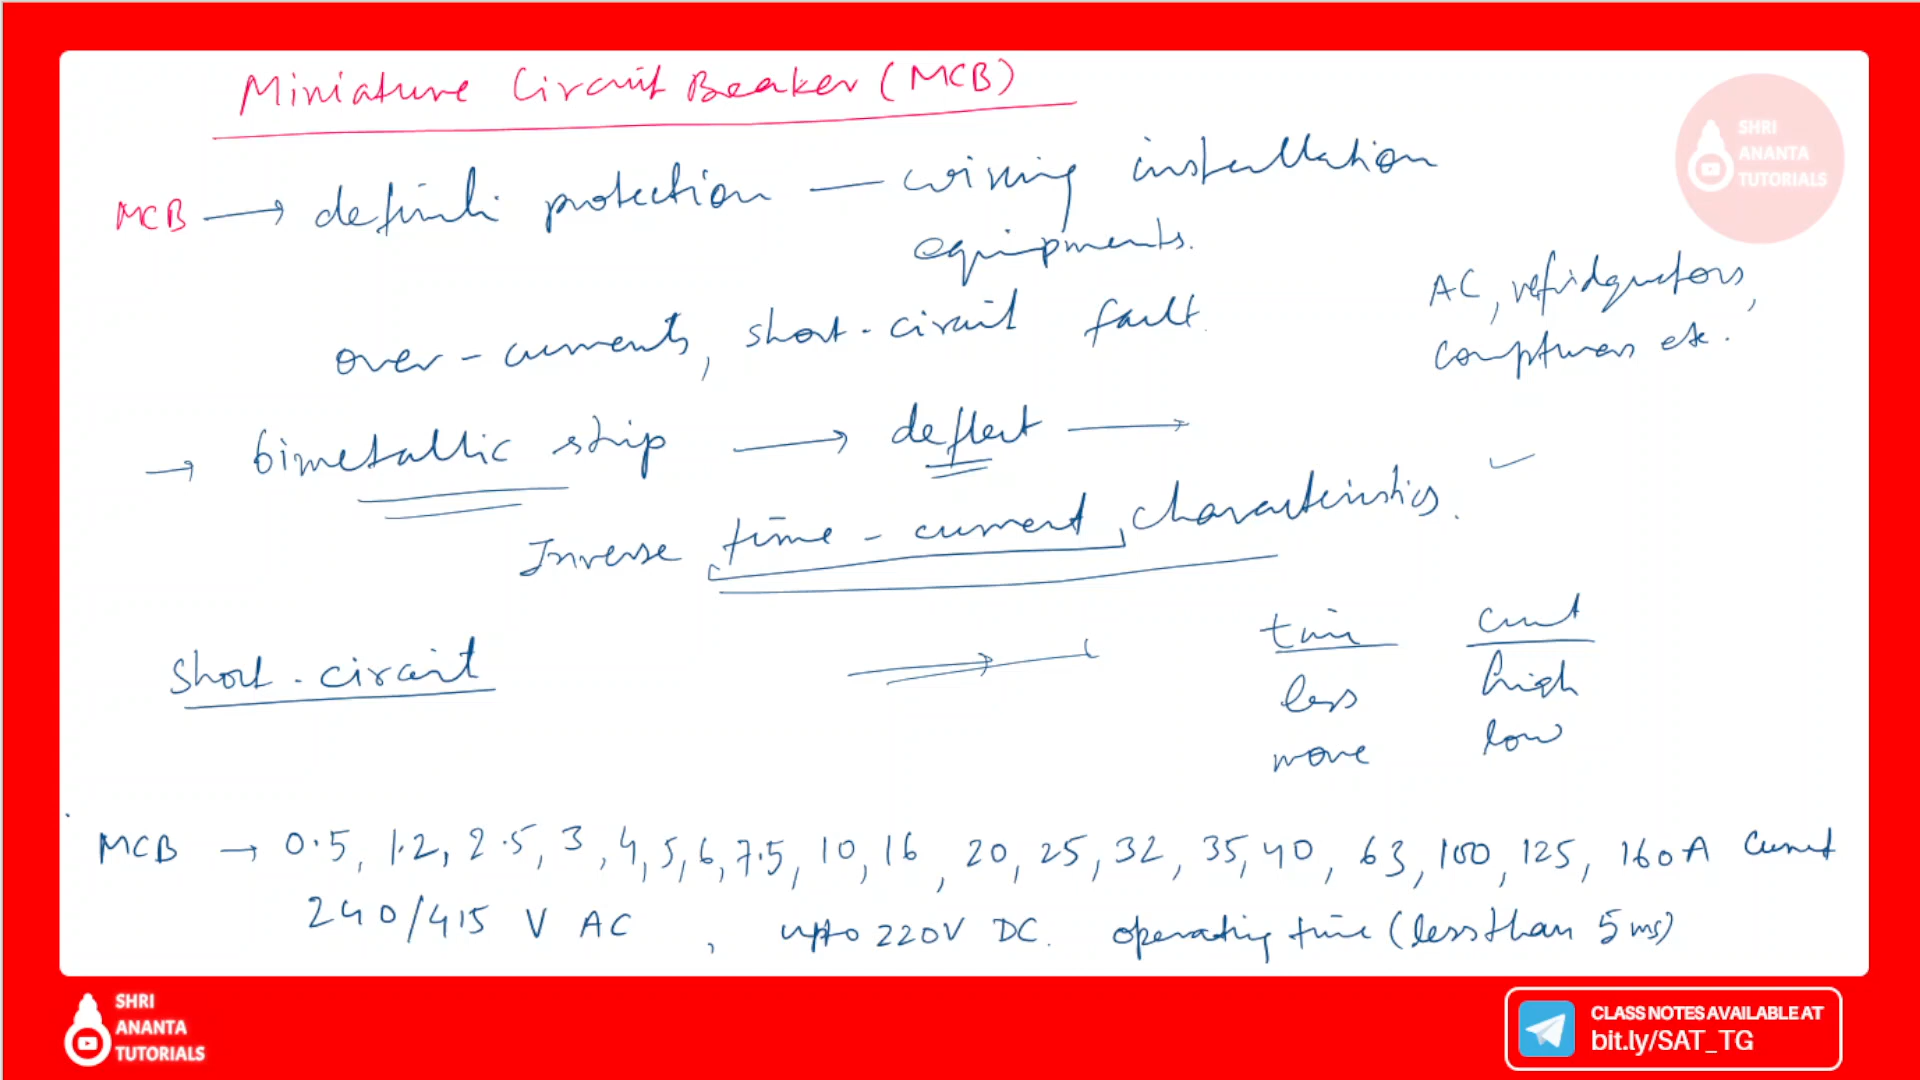 Miniature Circuit Beaker (MCB)
SHRI
ANANTA
TUTORIALS
MCB → definite protection — wiring installation
equipments.
over-currents, short-circuit fault.
AC, refridgerators,
computures etc.
→ bimetallic strip → deflect →
Inverse time-current characteristics.
Short-circuit
time current
less high
more low
MCB → 0.5, 1.2, 2.5, 3, 4, 5, 6, 7.5, 10, 16, 20, 25, 32, 35, 40, 63, 100, 125, 160A Current
240/415 V AC, upto 220V DC. operating time (less than 5 ms)
SHRI
ANANTA
TUTORIALS
CLASS NOTES AVAILABLE AT
bit.ly/SAT_TG